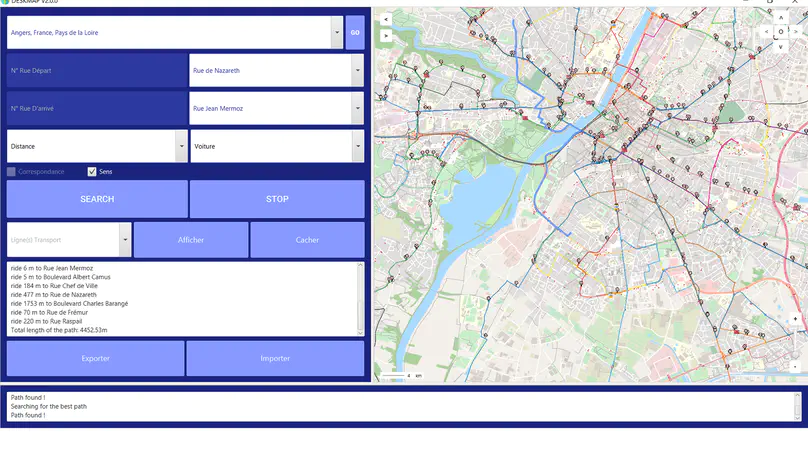 DESKMAP V2.0.0
Angers, France, Pays de la Loire
GO
N° Rue Départ
Rue de Nazareth
N° Rue D'arrivé
Rue Jean Mermoz
Distance
Voiture
Correspondance
Sens
SEARCH
STOP
Ligne(s) Transport
Afficher
Cacher
ride 6 m to Rue Jean Mermoz
ride 5 m to Boulevard Albert Camus
ride 184 m to Rue Chef de Ville
ride 477 m to Rue de Nazareth
ride 1753 m to Boulevard Charles Barangé
ride 70 m to Rue de Frémur
ride 220 m to Rue Raspail
Total length of the path: 4452.53m
Exporter
Importer
<
>
^
< O >
v
+
-
4 km
Path found !
Searching for the best path
Path found !